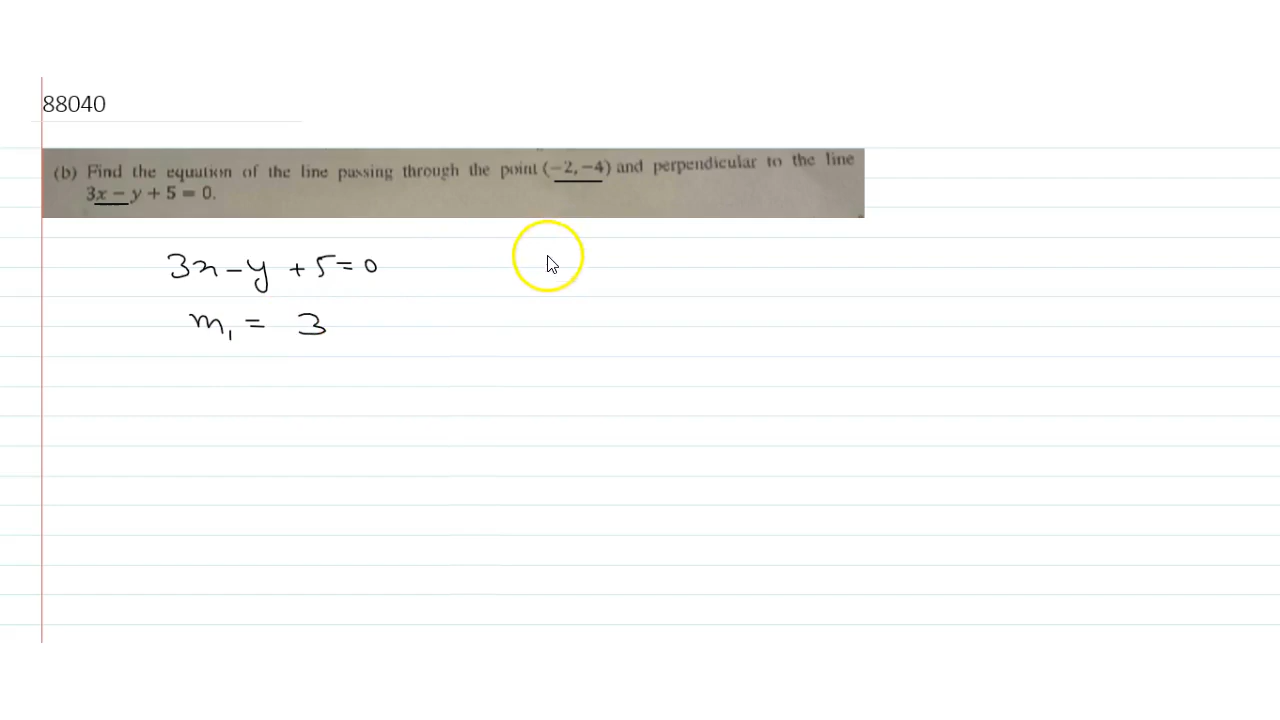 88040
(b) Find the equation of the line passing through the point (−2, −4) and perpendicular to the line
3x − y + 5 = 0.
3x − y + 5 = 0
m₁ = 3